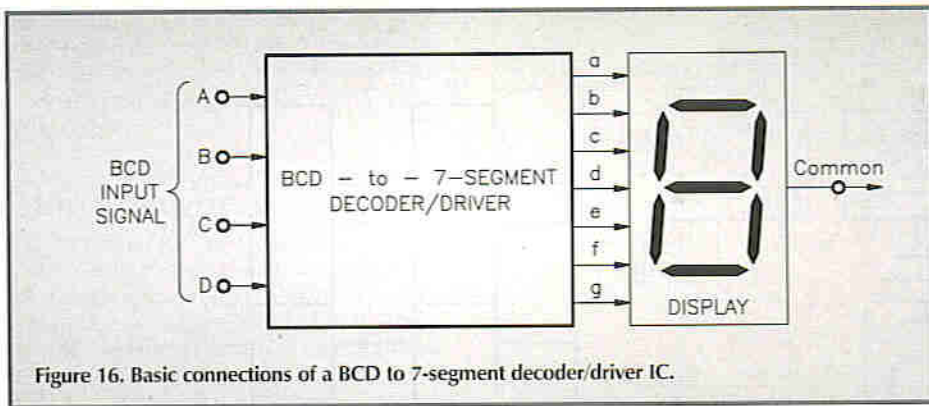 A
B
C
D
BCD
INPUT
SIGNAL
BCD - to - 7-SEGMENT
DECODER/DRIVER
a
b
c
d
e
f
g
DISPLAY
Common
Figure 16. Basic connections of a BCD to 7-segment decoder/driver IC.